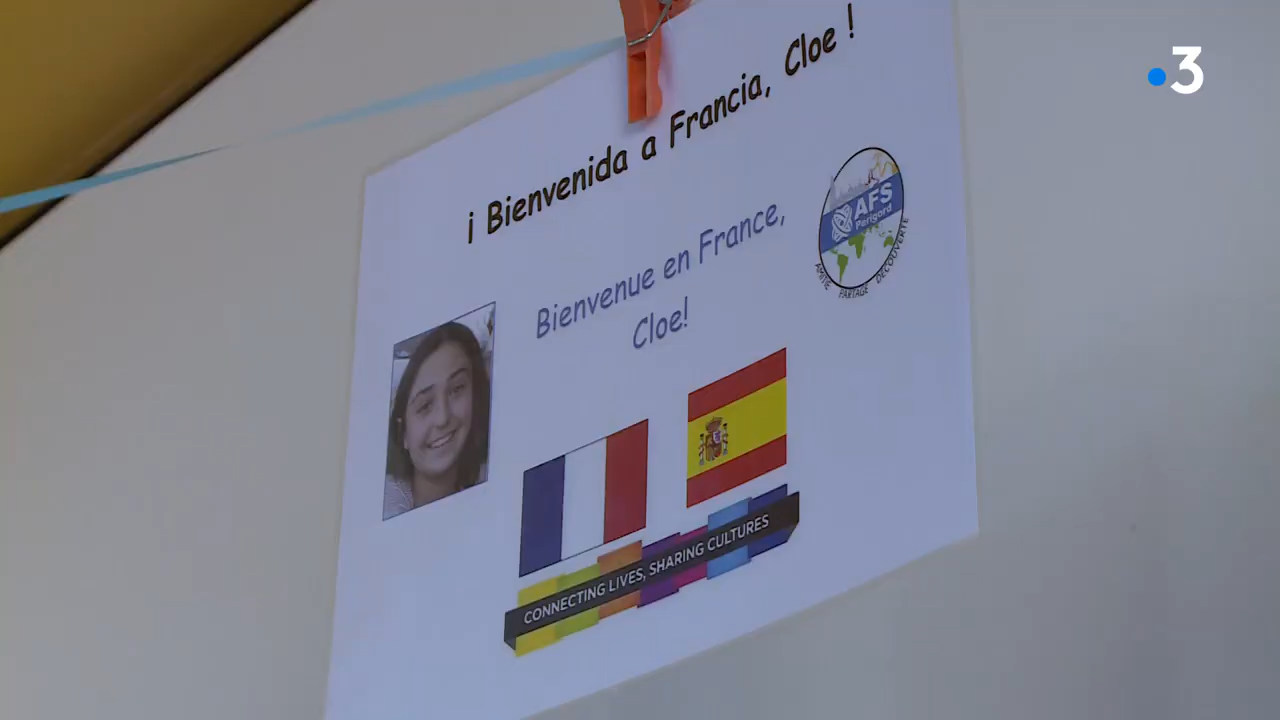 3
¡ Bienvenida a Francia, Cloe !
Bienvenue en France,
Cloe!
AFS
Périgord
AMITIÉ PARTAGE DÉCOUVERTE
CONNECTING LIVES, SHARING CULTURES